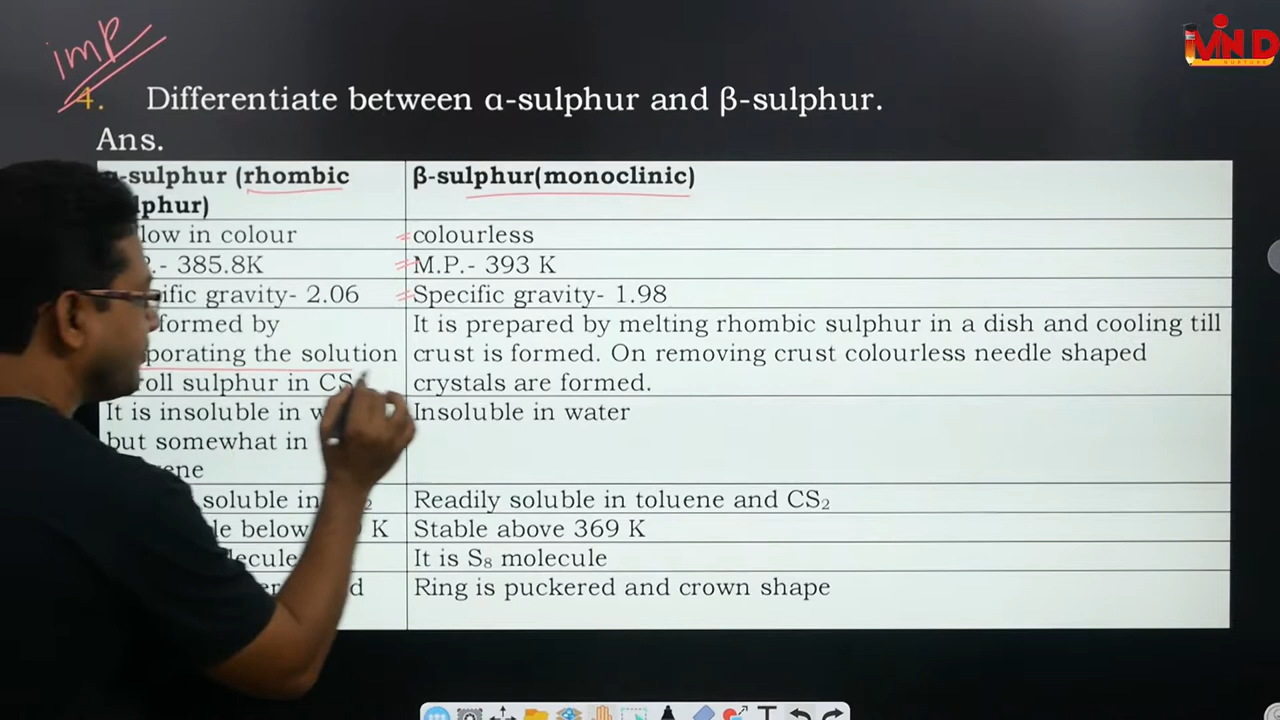 imp
MIND
4. Differentiate between α-sulphur and β-sulphur.
Ans.
-sulphur (rhombic
β-sulphur(monoclinic)
lphur)
low in colour
colourless
.- 385.8K
M.P.- 393 K
ific gravity- 2.06
Specific gravity- 1.98
formed by
It is prepared by melting rhombic sulphur in a dish and cooling till
porating the solution
crust is formed. On removing crust colourless needle shaped
roll sulphur in CS
crystals are formed.
It is insoluble in w
Insoluble in water
but somewhat in
ene
soluble in
Readily soluble in toluene and CS₂
le below K
Stable above 369 K
lecule
It is S₈ molecule
Ring is puckered and crown shape